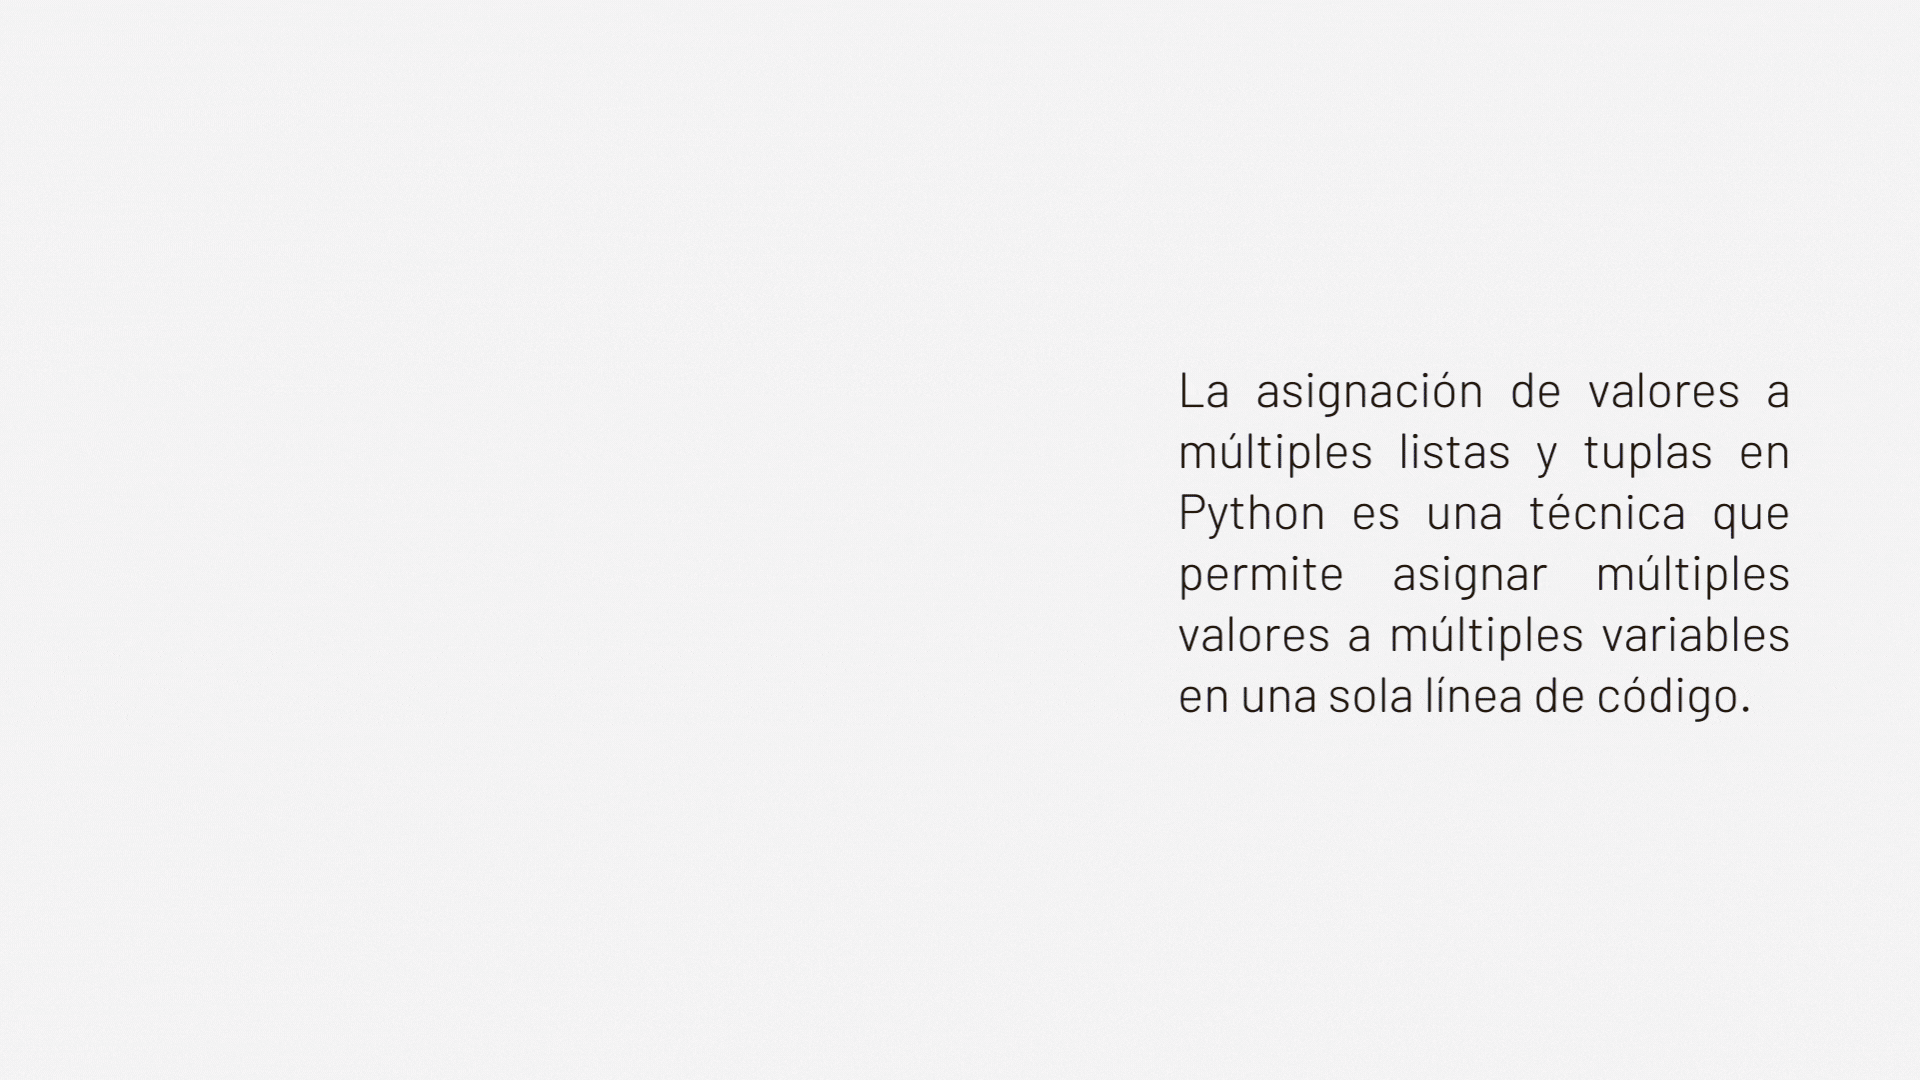 La asignación de valores a
múltiples listas y tuplas en
Python es una técnica que
permite asignar múltiples
valores a múltiples variables
en una sola línea de código.